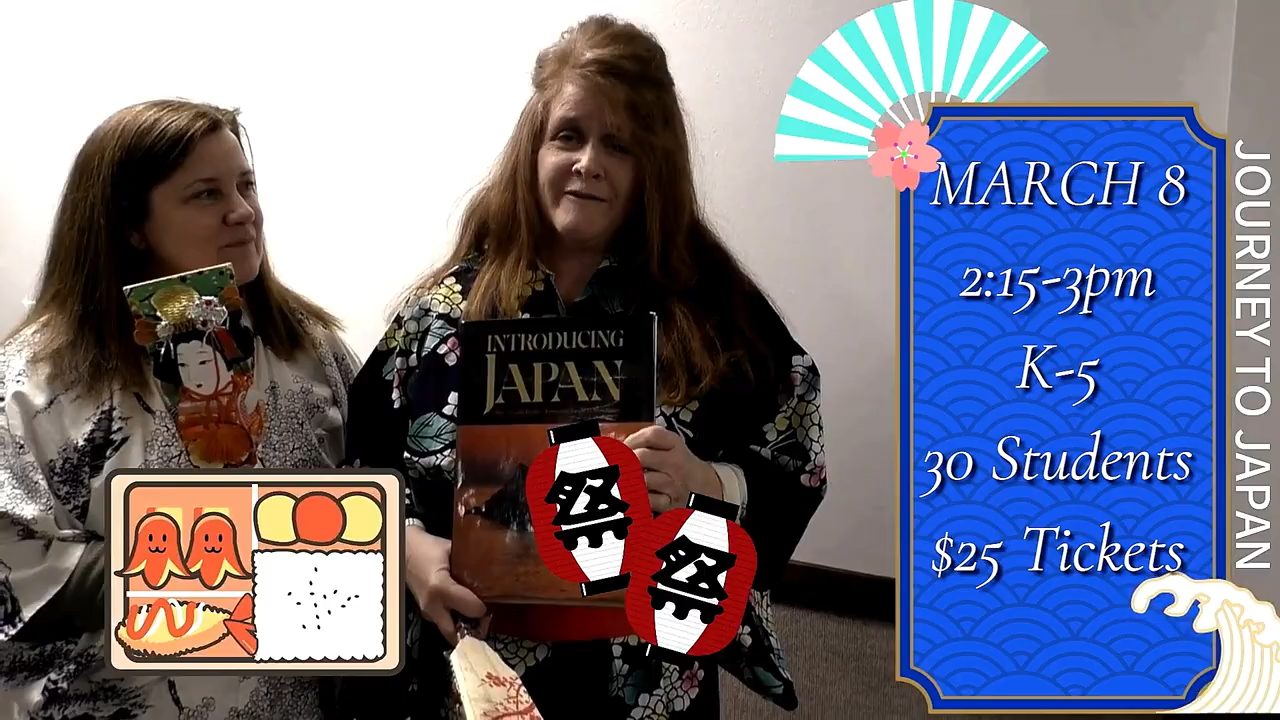 INTRODUCING
JAPAN
祭
祭
MARCH 8
2:15-3pm
K-5
30 Students
$25 Tickets
JOURNEY TO JAPAN